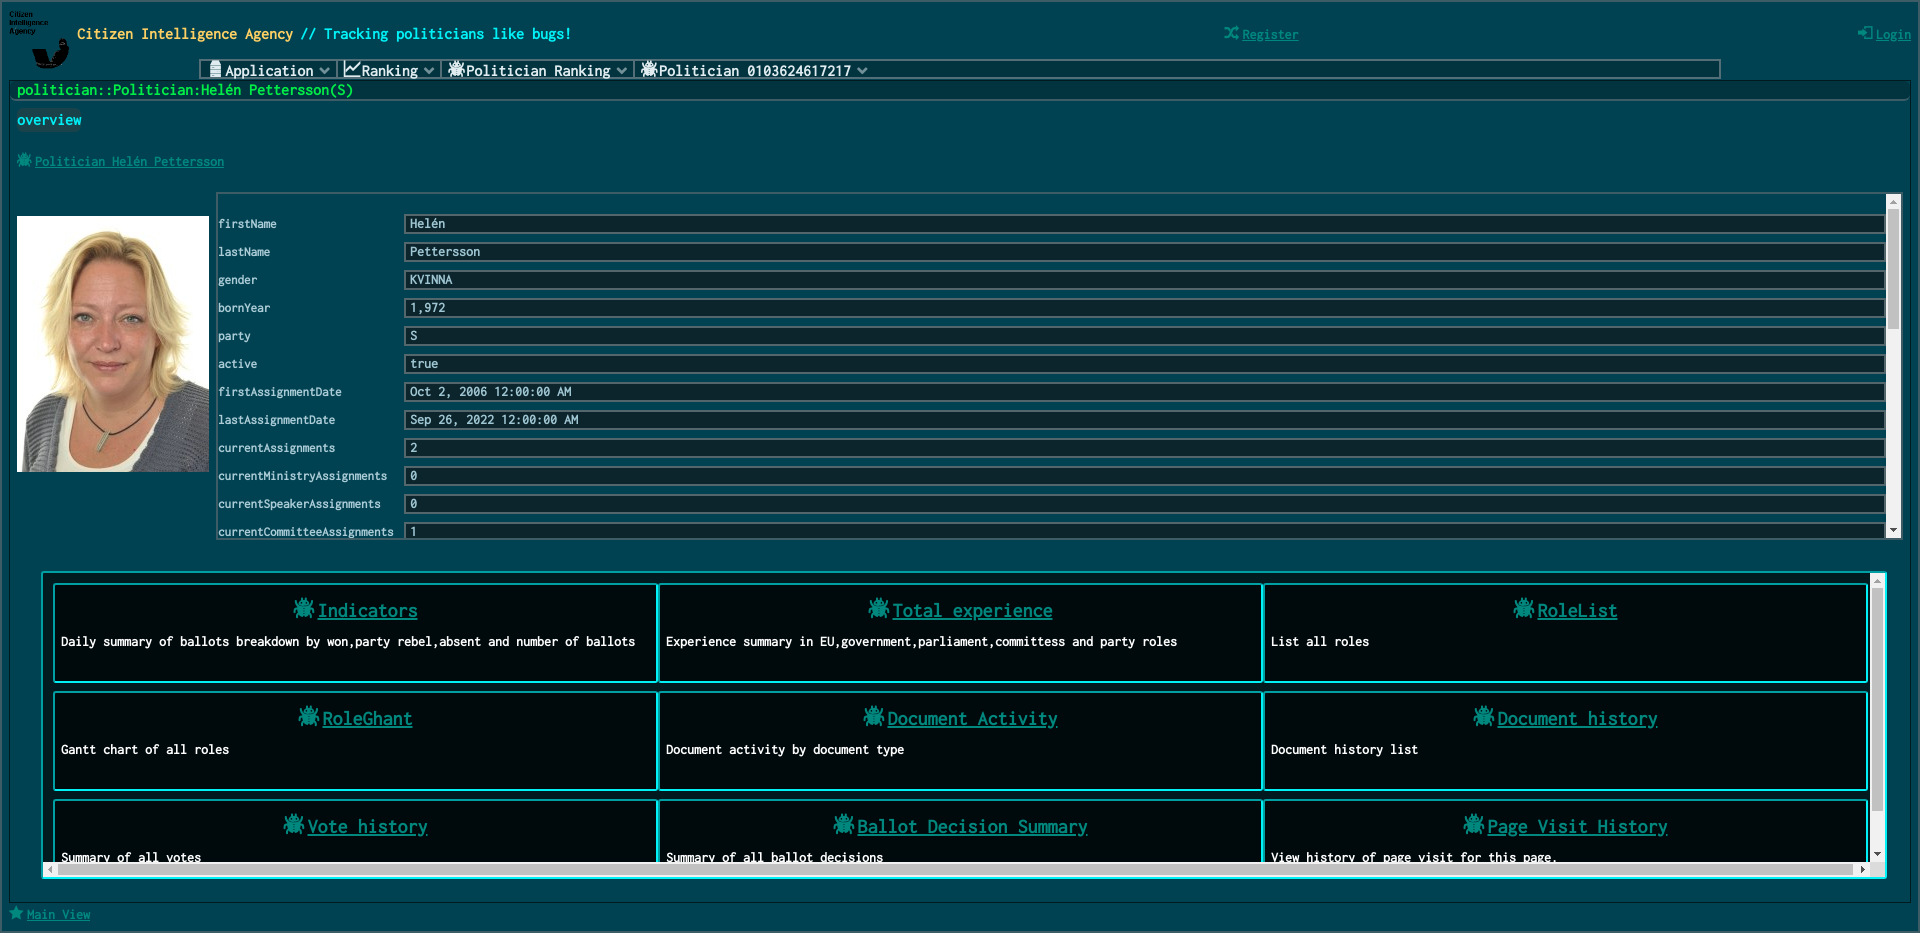 Citizen
Intelligence
Agency
Citizen Intelligence Agency // Tracking politicians like bugs!
Register
Login
Application
Ranking
Politician Ranking
Politician 0103624617217
politician::Politician:Helén Pettersson(S)
overview
Politician Helén Pettersson
firstName Helén
lastName Pettersson
gender KVINNA
bornYear 1,972
party S
active true
firstAssignmentDate Oct 2, 2006 12:00:00 AM
lastAssignmentDate Sep 26, 2022 12:00:00 AM
currentAssignments 2
currentMinistryAssignments 0
currentSpeakerAssignments 0
currentCommitteeAssignments 1
Indicators
Daily summary of ballots breakdown by won,party rebel,absent and number of ballots
Total experience
Experience summary in EU,government,parliament,committess and party roles
RoleList
List all roles
RoleGhant
Gantt chart of all roles
Document Activity
Document activity by document type
Document history
Document history list
Vote history
Summary of all votes
Ballot Decision Summary
Summary of all ballot decisions
Page Visit History
View history of page visit for this page.
Main View